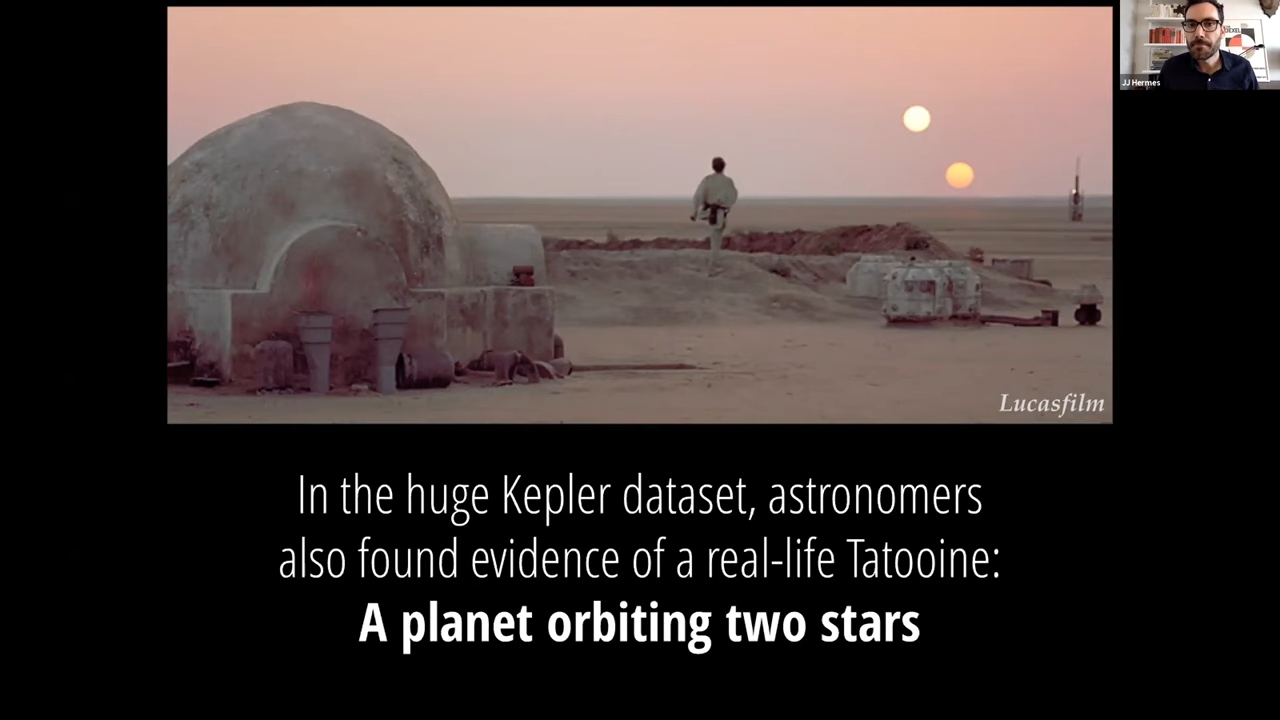 JJ Hermes
Lucasfilm
In the huge Kepler dataset, astronomers
also found evidence of a real-life Tatooine:
A planet orbiting two stars